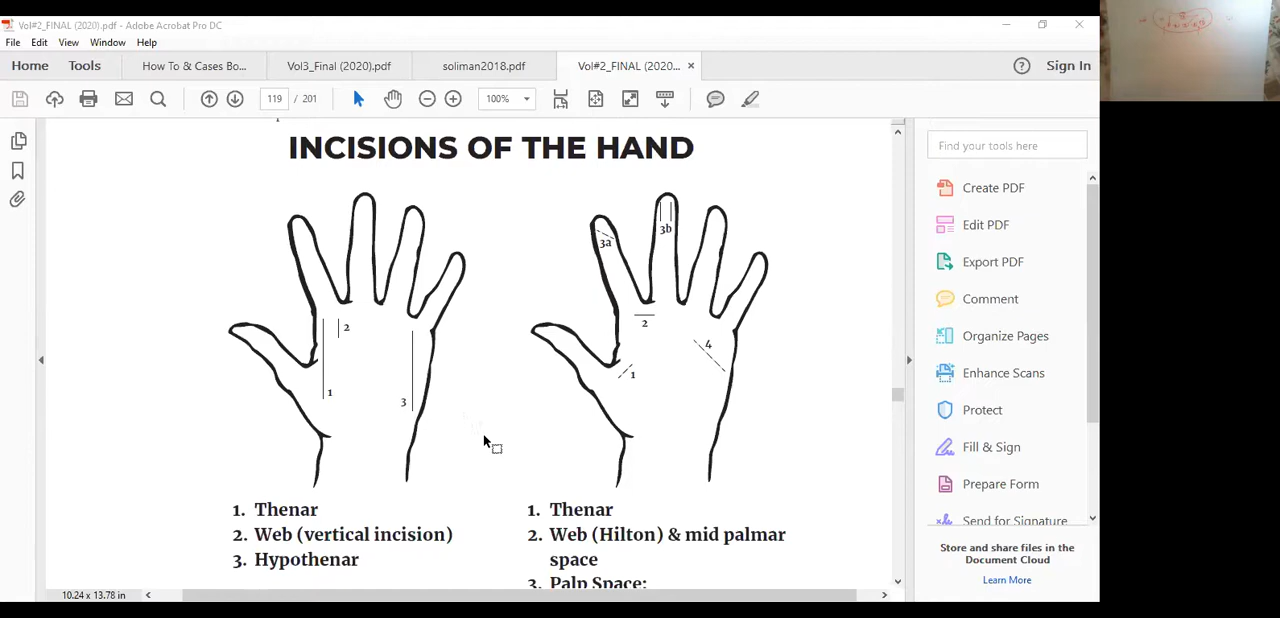 Vol#2_FINAL (2020).pdf - Adobe Acrobat Pro DC
File Edit View Window Help
Home Tools How To & Cases Bo... Vol3_Final (2020).pdf soliman2018.pdf Vol#2_FINAL (2020... ×
? Sign In
119 / 201 100%
INCISIONS OF THE HAND
2
1
3
3a
3b
2
4
1
1. Thenar
2. Web (vertical incision)
3. Hypothenar
1. Thenar
2. Web (Hilton) & mid palmar
space
3. Palp Space:
Find your tools here
Create PDF
Edit PDF
Export PDF
Comment
Organize Pages
Enhance Scans
Protect
Fill & Sign
Prepare Form
Send for Signature
Store and share files in the
Document Cloud
Learn More
10.24 x 13.78 in